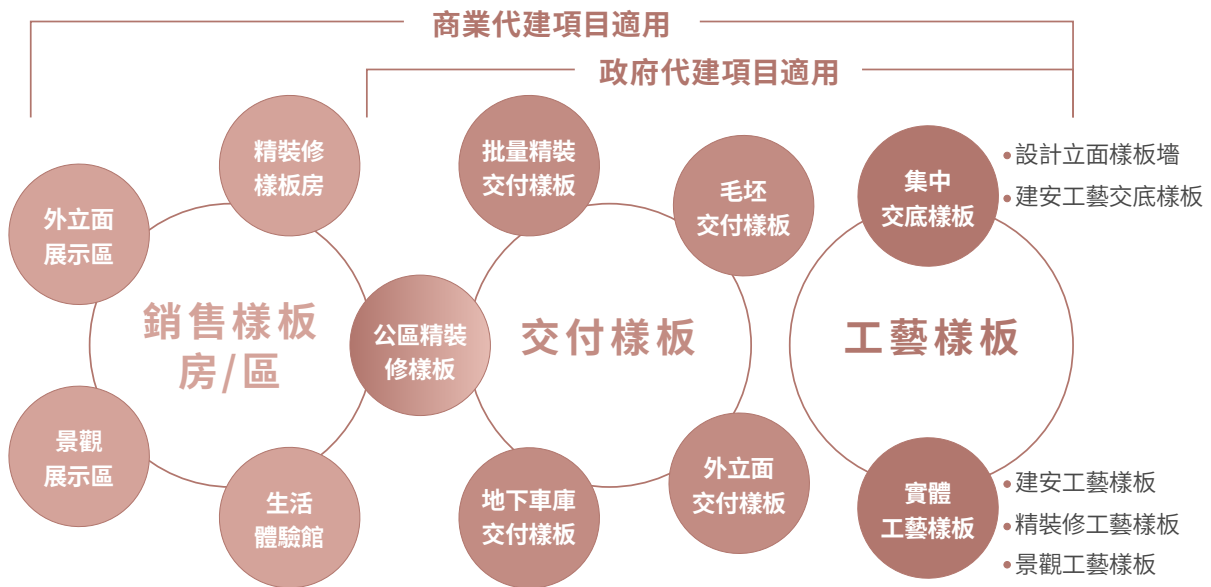 商業代建項目適用
政府代建項目適用
精裝修
樣板房
外立面
展示區
銷售樣板
房/區
景觀
展示區
生活
體驗館
公區精裝
修樣板
批量精裝
交付樣板
毛坯
交付樣板
交付樣板
地下車庫
交付樣板
外立面
交付樣板
集中
交底樣板
•設計立面樣板墻
•建安工藝交底樣板
工藝樣板
實體
工藝樣板
•建安工藝樣板
•精裝修工藝樣板
•景觀工藝樣板